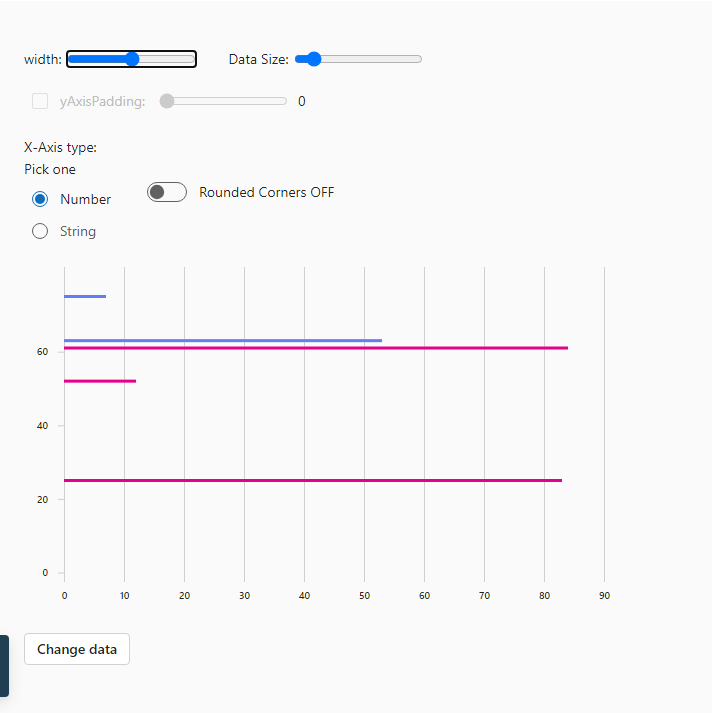 width: Data Size:
yAxisPadding: 0
X-Axis type:
Pick one
Number
Rounded Corners OFF
String
60
40
20
0
0 10 20 30 40 50 60 70 80 90
Change data